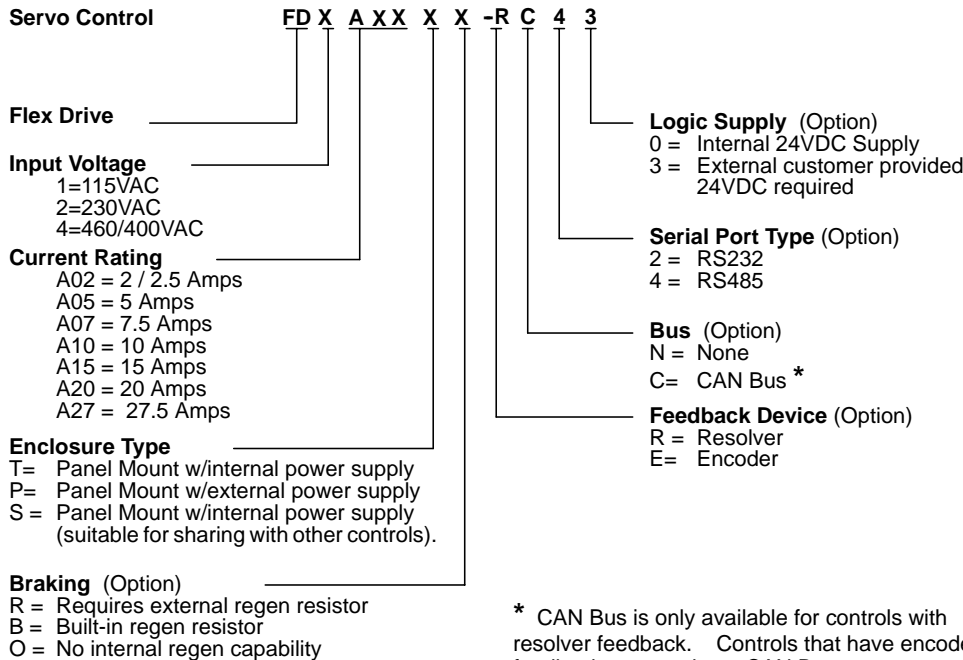 Servo Control FD X A X X X X -R C 4 3
Flex Drive
Input Voltage
1=115VAC
2=230VAC
4=460/400VAC
Current Rating
A02 = 2 / 2.5 Amps
A05 = 5 Amps
A07 = 7.5 Amps
A10 = 10 Amps
A15 = 15 Amps
A20 = 20 Amps
A27 = 27.5 Amps
Enclosure Type
T= Panel Mount w/internal power supply
P= Panel Mount w/external power supply
S = Panel Mount w/internal power supply
(suitable for sharing with other controls).
Braking (Option)
R = Requires external regen resistor
B = Built-in regen resistor
O = No internal regen capability
Logic Supply (Option)
0 = Internal 24VDC Supply
3 = External customer provided
24VDC required
Serial Port Type (Option)
2 = RS232
4 = RS485
Bus (Option)
N = None
C= CAN Bus *
Feedback Device (Option)
R = Resolver
E= Encoder
* CAN Bus is only available for controls with
resolver feedback. Controls that have encode